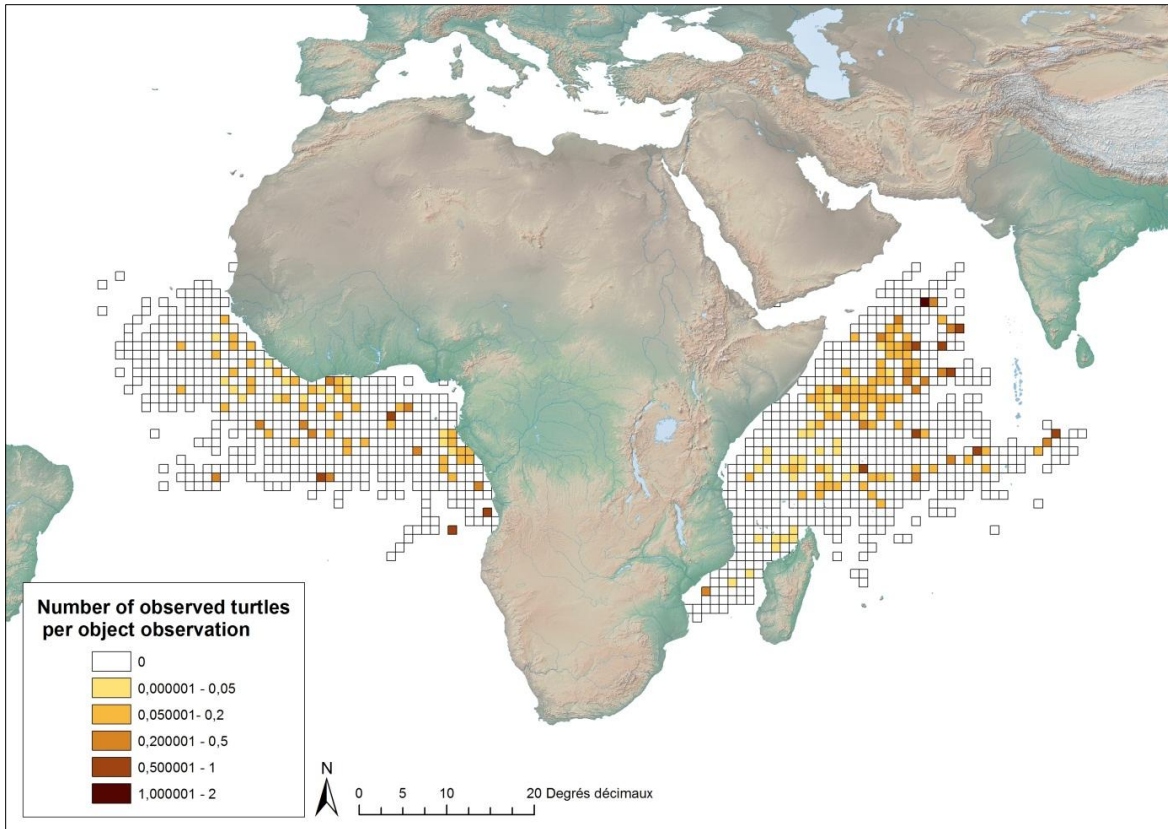 Number of observed turtles
per object observation
0
0,000001 - 0,05
0,050001- 0,2
0,200001 - 0,5
0,500001 - 1
1,000001 - 2
N
0 5 10 20 Degrés décimaux